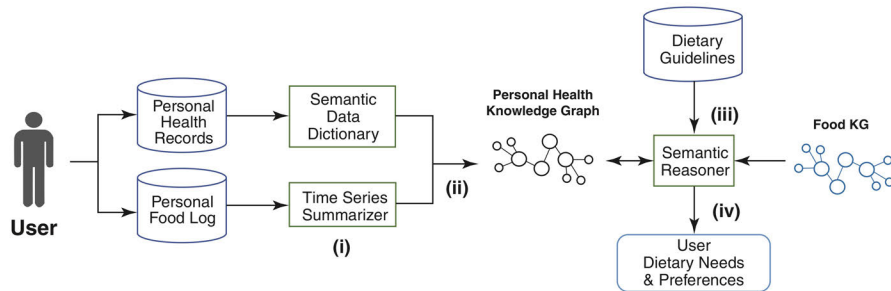 User
Personal
Health
Records
Personal
Food Log
Semantic
Data
Dictionary
Time Series
Summarizer
(i)
(ii)
Personal Health
Knowledge Graph
Dietary
Guidelines
(iii)
Semantic
Reasoner
(iv)
User
Dietary Needs
& Preferences
Food KG